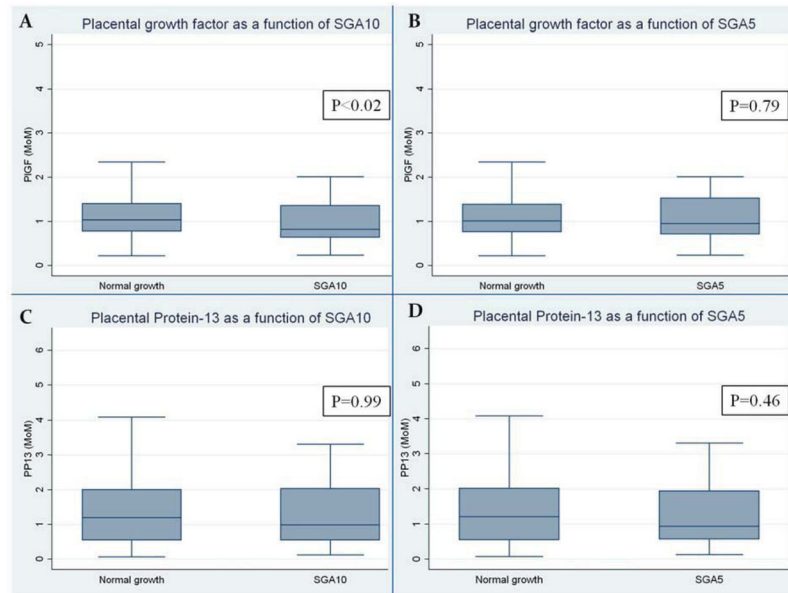 A
Placental growth factor as a function of SGA10
5
4
3
2
1
0
PlGF (MoM)
P<0.02
Normal growth
SGA10
B
Placental growth factor as a function of SGA5
5
4
3
2
1
0
PlGF (MoM)
P=0.79
Normal growth
SGA5
C
Placental Protein-13 as a function of SGA10
6
5
4
3
2
1
0
PP13 (MoM)
P=0.99
Normal growth
SGA10
D
Placental Protein-13 as a function of SGA5
6
5
4
3
2
1
0
PP13 (MoM)
P=0.46
Normal growth
SGA5